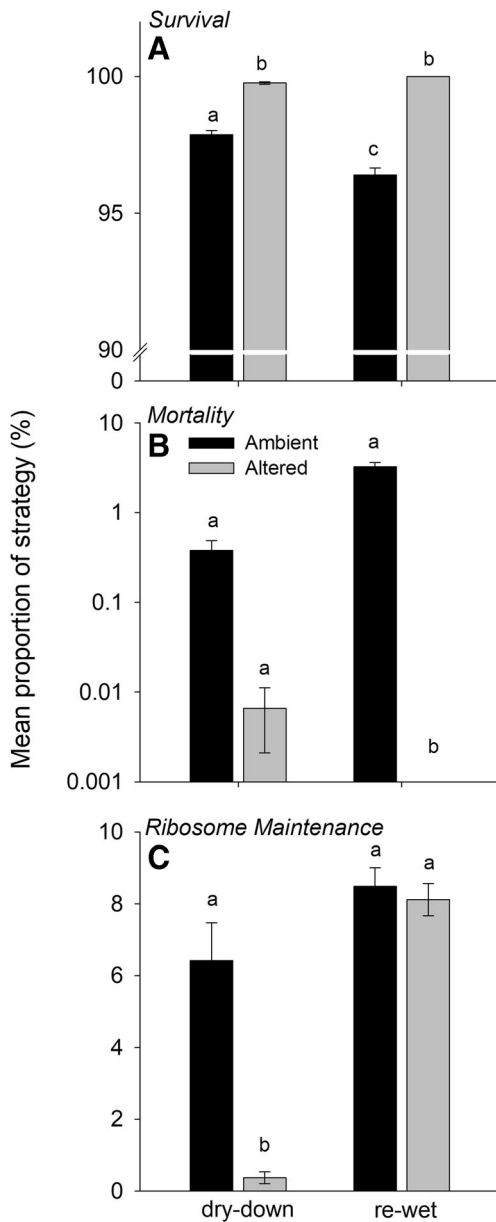 Survival
A
100
95
90
0
a
b
c
b
Mean proportion of strategy (%)
Mortality
B
Ambient
Altered
10
1
0.1
0.01
0.001
a
a
a
b
Ribosome Maintenance
C
10
8
6
4
2
0
a
b
a
a
dry-down
re-wet